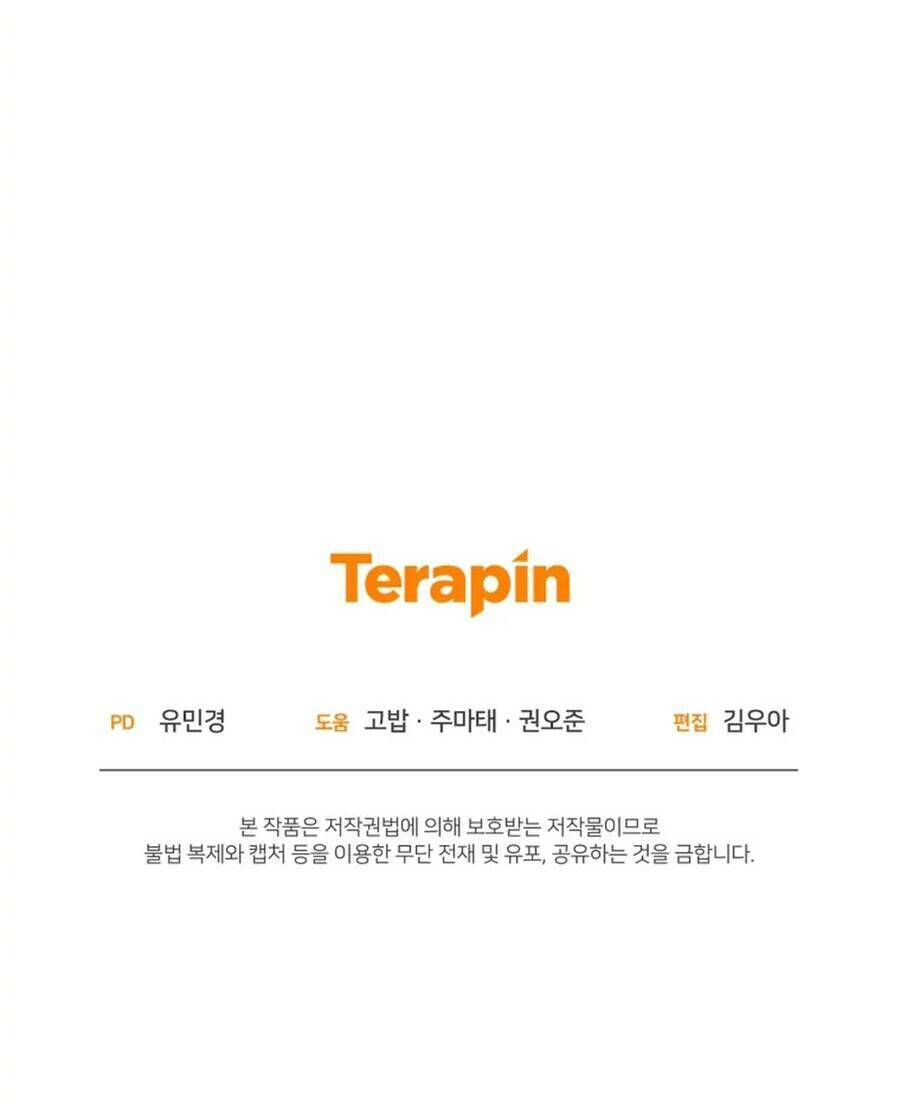 Terapin
PD 유민경 도움 고밥 · 주마태 · 권오준 편집 김우아
본 작품은 저작권법에 의해 보호받는 저작물이므로
불법 복제와 캡처 등을 이용한 무단 전재 및 유포, 공유하는 것을 금합니다.